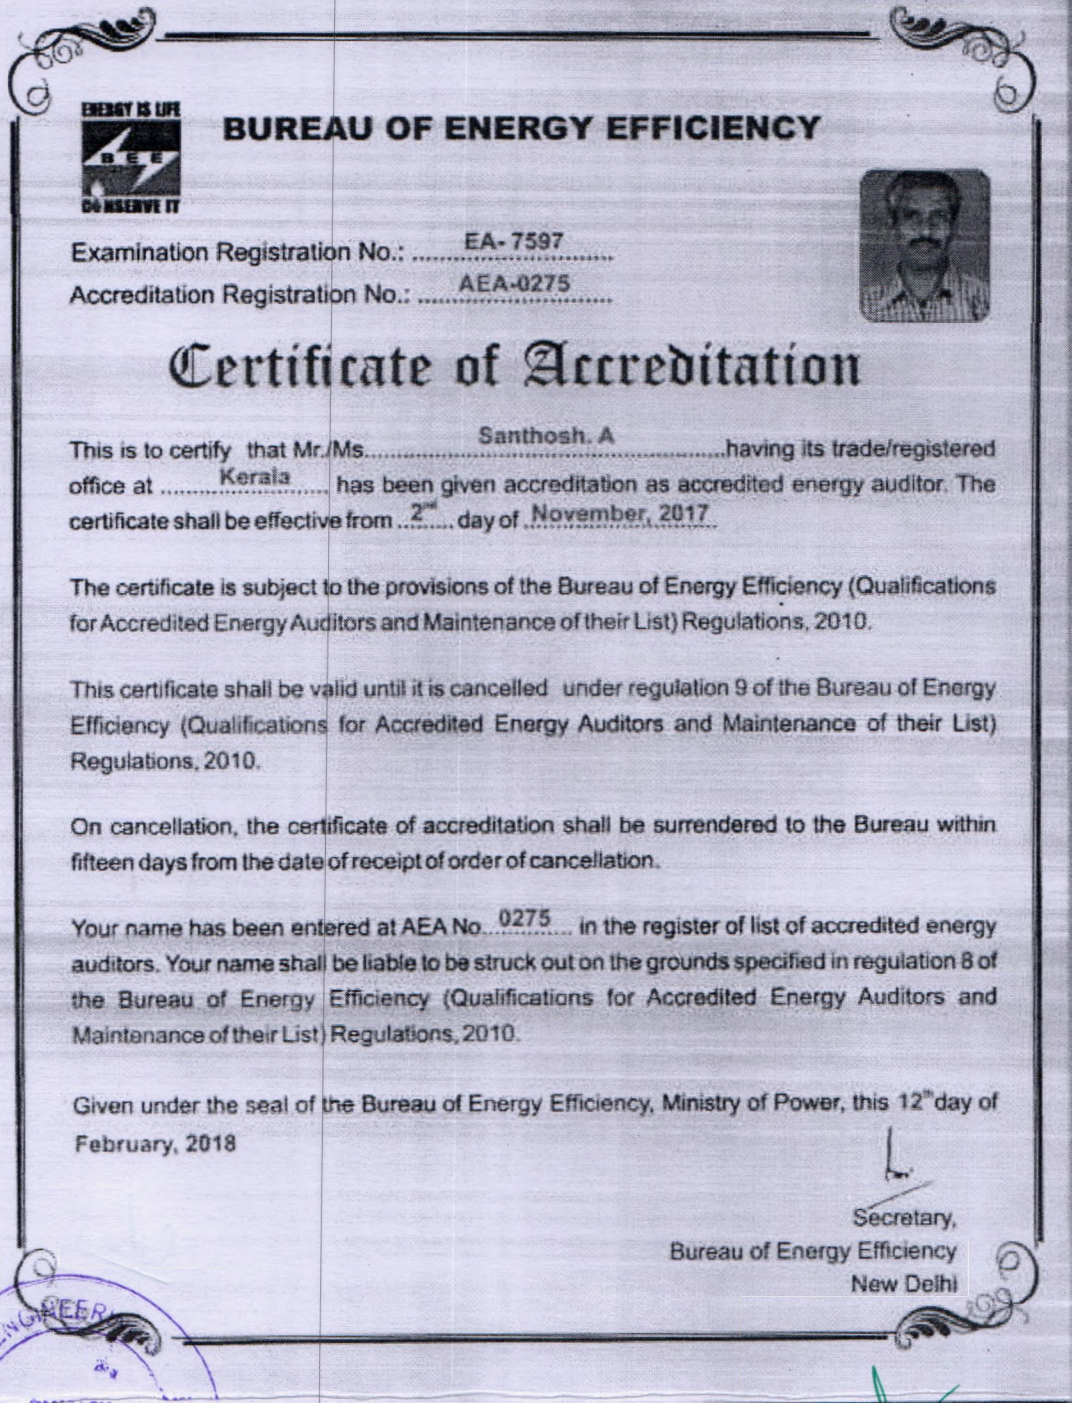 ENERGY IS LIFE
BEE
CONSERVE IT
BUREAU OF ENERGY EFFICIENCY
Examination Registration No.: EA-7597
Accreditation Registration No.: AEA-0275
Certificate of Accreditation
This is to certify that Mr./Ms. Santhosh. A having its trade/registered
office at Kerala has been given accreditation as accredited energy auditor. The
certificate shall be effective from 2nd day of November, 2017
The certificate is subject to the provisions of the Bureau of Energy Efficiency (Qualifications
for Accredited Energy Auditors and Maintenance of their List) Regulations, 2010.
This certificate shall be valid until it is cancelled under regulation 9 of the Bureau of Energy
Efficiency (Qualifications for Accredited Energy Auditors and Maintenance of their List)
Regulations, 2010.
On cancellation, the certificate of accreditation shall be surrendered to the Bureau within
fifteen days from the date of receipt of order of cancellation.
Your name has been entered at AEA No. 0275 in the register of list of accredited energy
auditors. Your name shall be liable to be struck out on the grounds specified in regulation 8 of
the Bureau of Energy Efficiency (Qualifications for Accredited Energy Auditors and
Maintenance of their List) Regulations, 2010.
Given under the seal of the Bureau of Energy Efficiency, Ministry of Power, this 12th day of
February, 2018
Secretary,
Bureau of Energy Efficiency
New Delhi